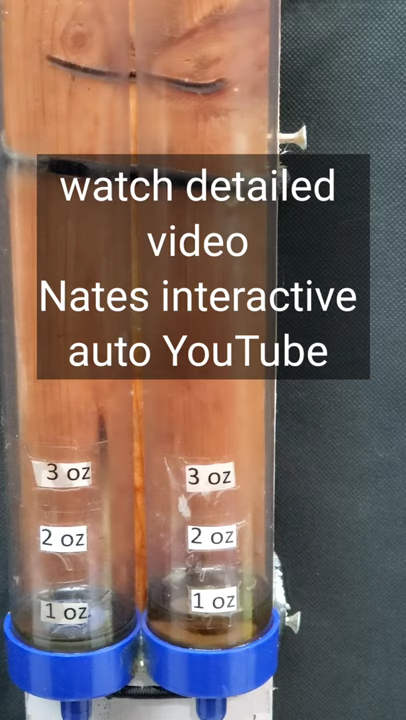 watch detailed
video
Nates interactive
auto YouTube
3 oz 3 oz
2 oz 2 oz
1 oz 1 oz